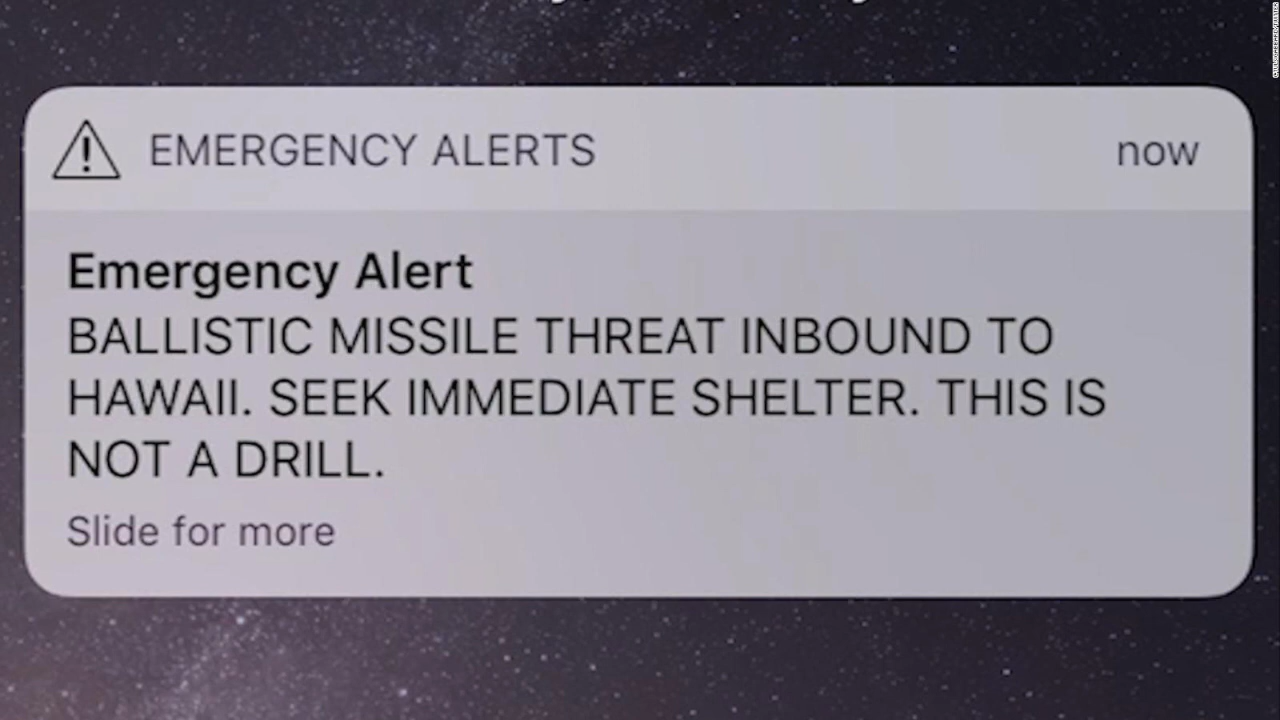 EMERGENCY ALERTS
now
Emergency Alert
BALLISTIC MISSILE THREAT INBOUND TO
HAWAII. SEEK IMMEDIATE SHELTER. THIS IS
NOT A DRILL.
Slide for more